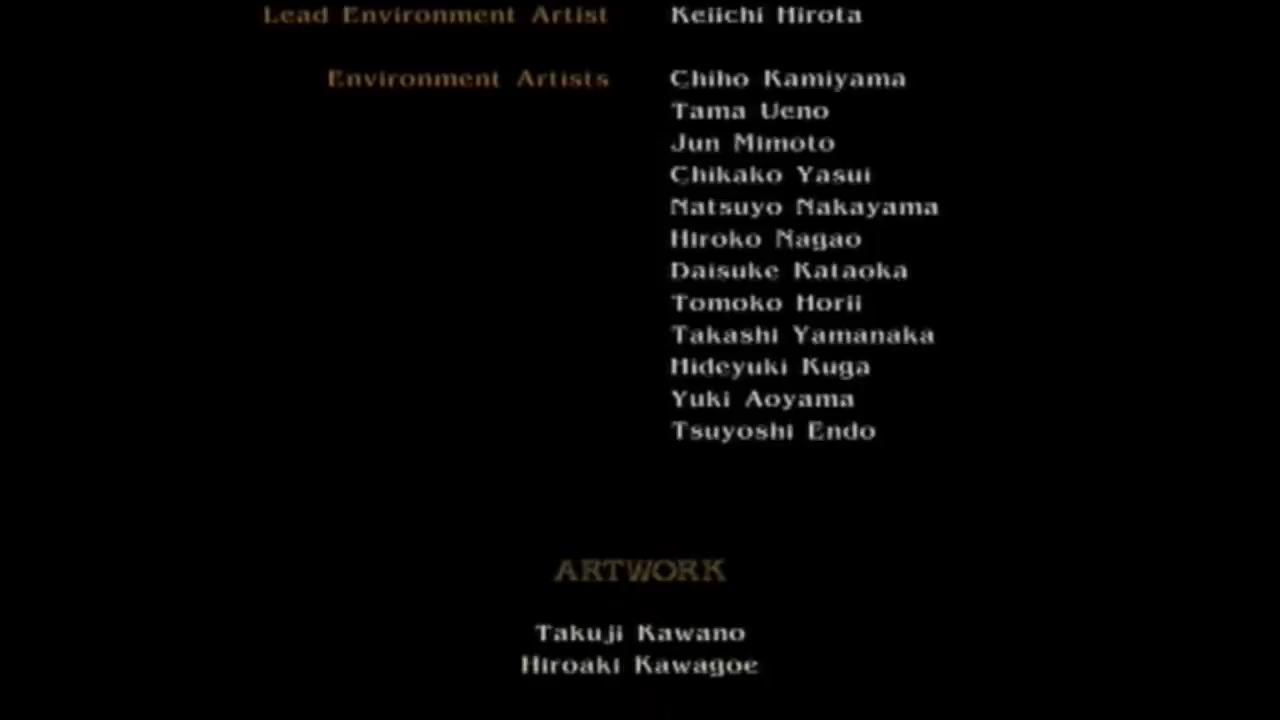 Lead Environment Artist Keiichi Hirota
Environment Artists Chiho Kamiyama
Tama Ueno
Jun Mimoto
Chikako Yasui
Natsuyo Nakayama
Hiroko Nagao
Daisuke Kataoka
Tomoko Horii
Takashi Yamanaka
Hideyuki Kuga
Yuki Aoyama
Tsuyoshi Endo
ARTWORK
Takuji Kawano
Hiroaki Kawagoe